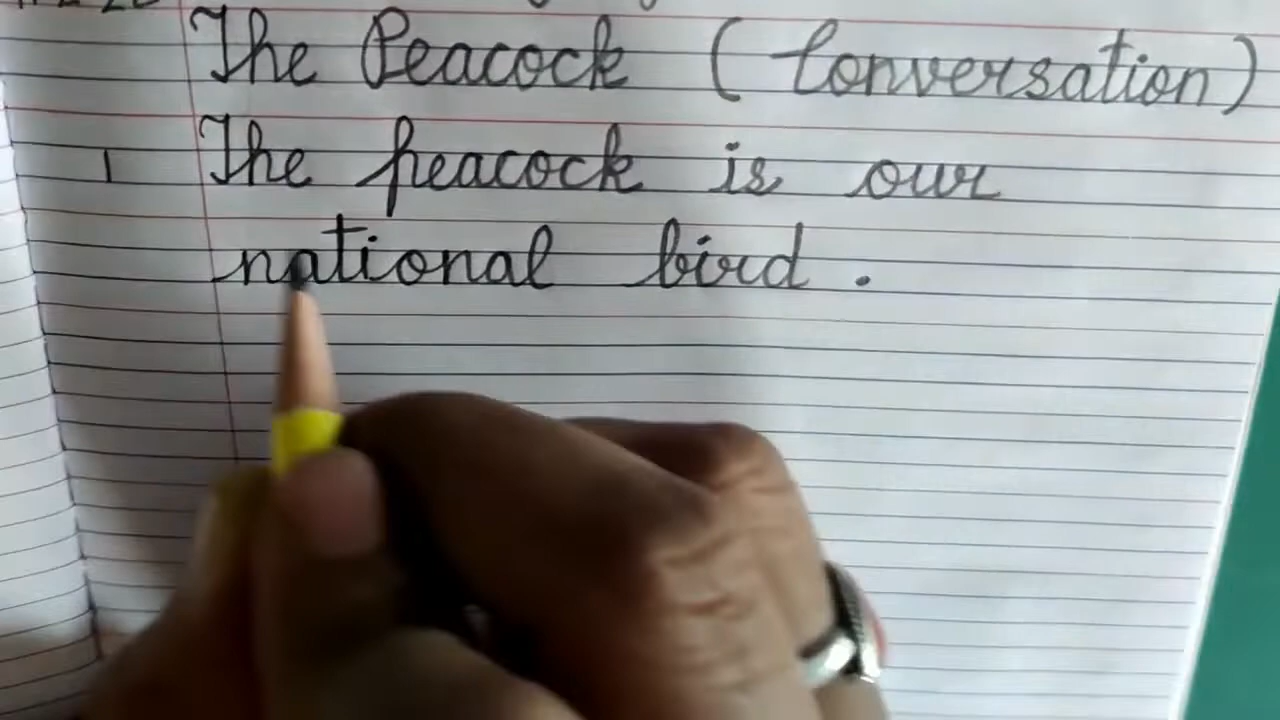 The Peacock (Conversation)
1 The peacock is our
national bird.